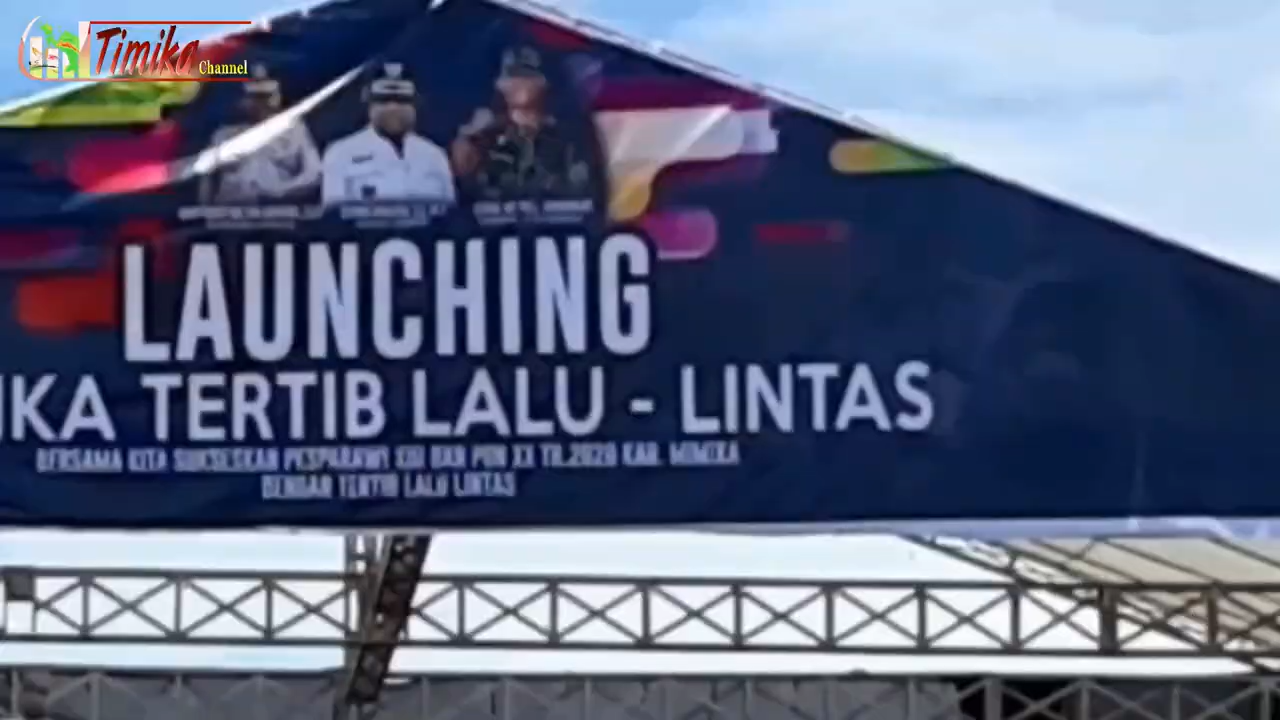 Timika
Channel
LAUNCHING
IKA TERTIB LALU - LINTAS
BERSAMA KITA SUKSESKAN PESPARAWI XIII DAN PON XX TH.2020 KAB. MIMIKA
DENGAN TERTIB LALU LINTAS